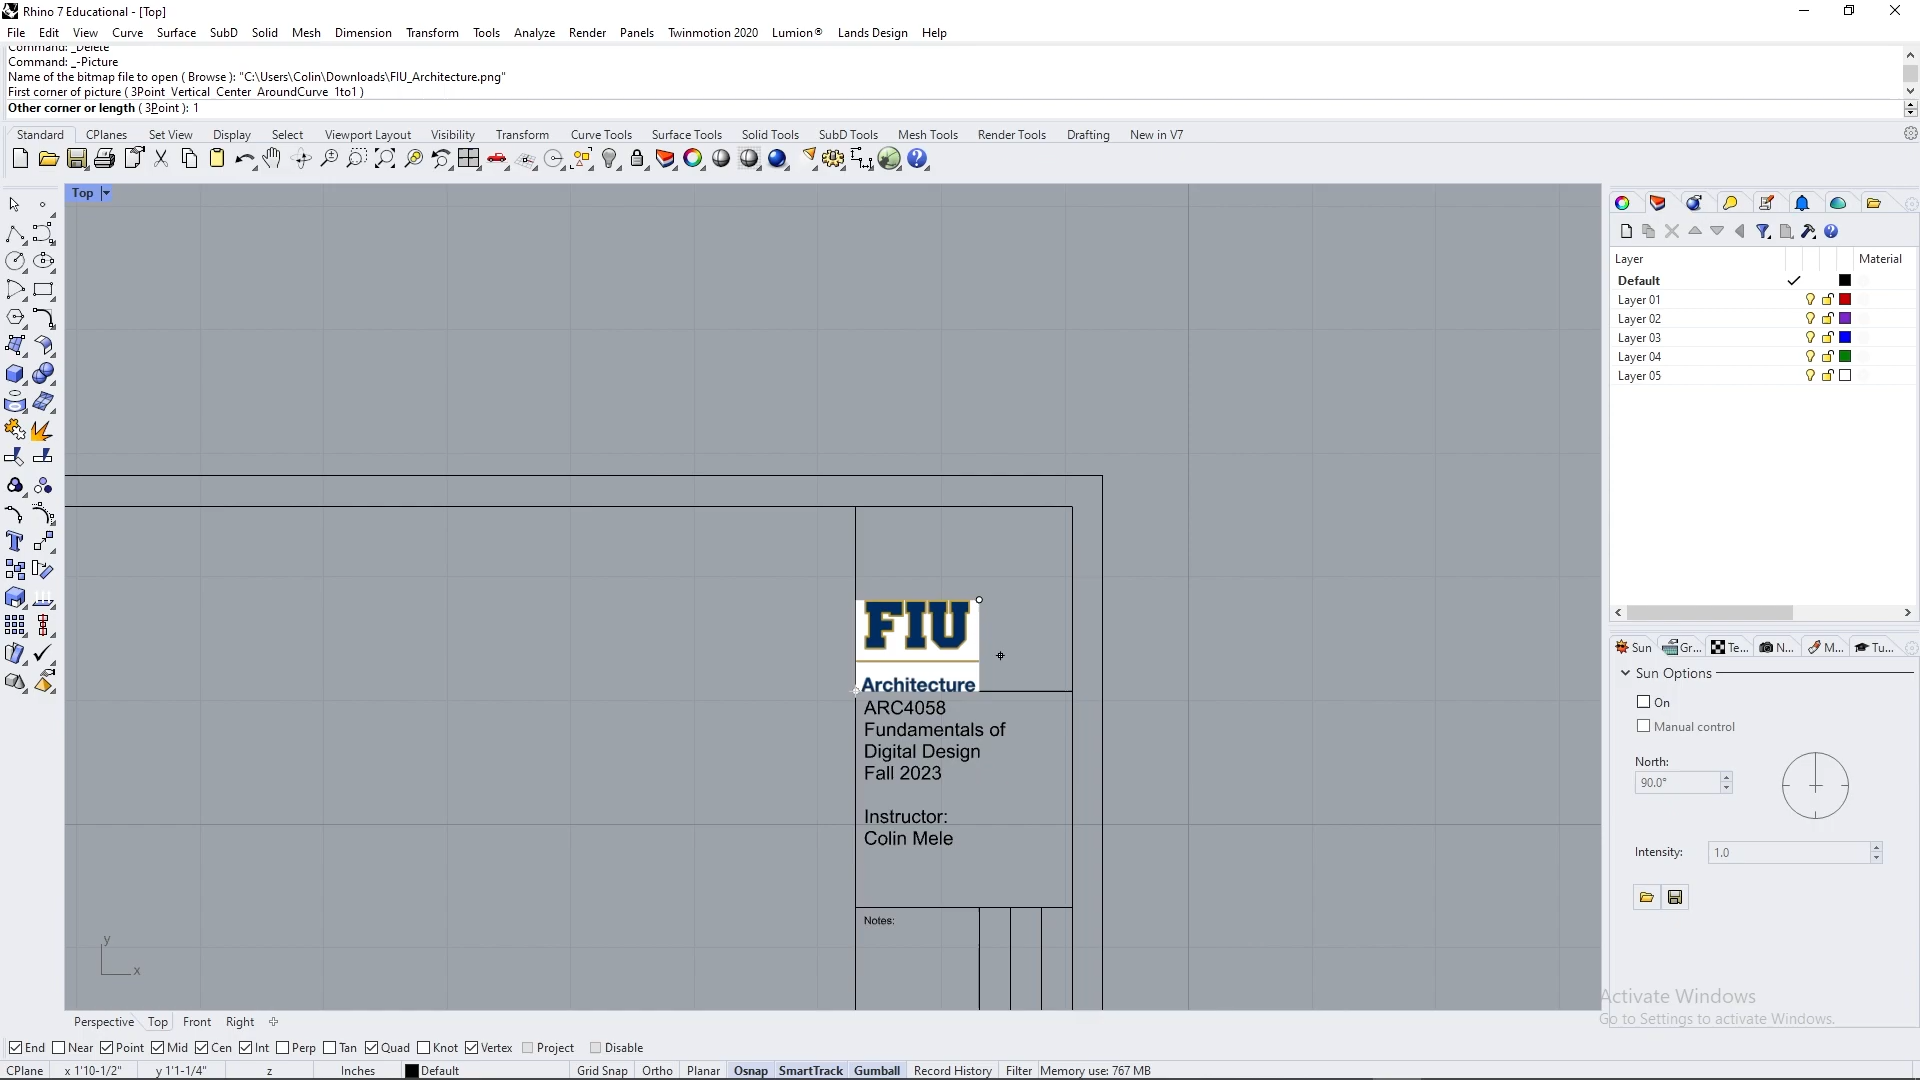 Rhino 7 Educational - [Top]
File Edit View Curve Surface SubD Solid Mesh Dimension Transform Tools Analyze Render Panels Twinmotion 2020 Lumion® Lands Design Help
Command: _Delete
Command: _-Picture
Name of the bitmap file to open ( Browse ): "C:\Users\Colin\Downloads\FIU_Architecture.png"
First corner of picture ( 3Point Vertical Center AroundCurve 1to1 )
Other corner or length ( 3Point ): 1
Standard CPlanes Set View Display Select Viewport Layout Visibility Transform Curve Tools Surface Tools Solid Tools SubD Tools Mesh Tools Render Tools Drafting New in V7
Top
Layer Material
Default
Layer 01
Layer 02
Layer 03
Layer 04
Layer 05
FIU
Architecture
ARC4058
Fundamentals of
Digital Design
Fall 2023
Instructor:
Colin Mele
Notes:
y
x
Sun Gr... Te... N... M... Tu...
Sun Options
On
Manual control
North:
90.0°
Intensity: 1.0
Activate Windows
Go to Settings to activate Windows.
Perspective Top Front Right
End Near Point Mid Cen Int Perp Tan Quad Knot Vertex Project Disable
CPlane x 1'10-1/2" y 1'1-1/4" z Inches Default Grid Snap Ortho Planar Osnap SmartTrack Gumball Record History Filter Memory use: 767 MB